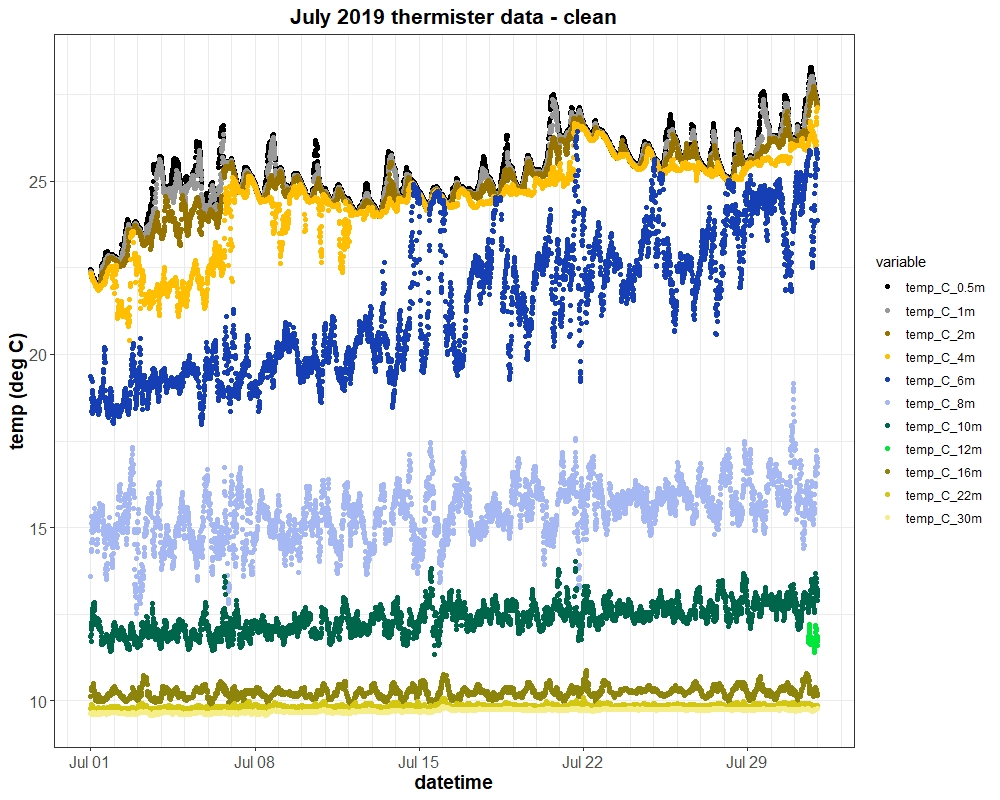 July 2019 thermister data - clean
temp (deg C)
25
20
15
10
Jul 01
Jul 08
Jul 15
Jul 22
Jul 29
datetime
variable
temp_C_0.5m
temp_C_1m
temp_C_2m
temp_C_4m
temp_C_6m
temp_C_8m
temp_C_10m
temp_C_12m
temp_C_16m
temp_C_22m
temp_C_30m